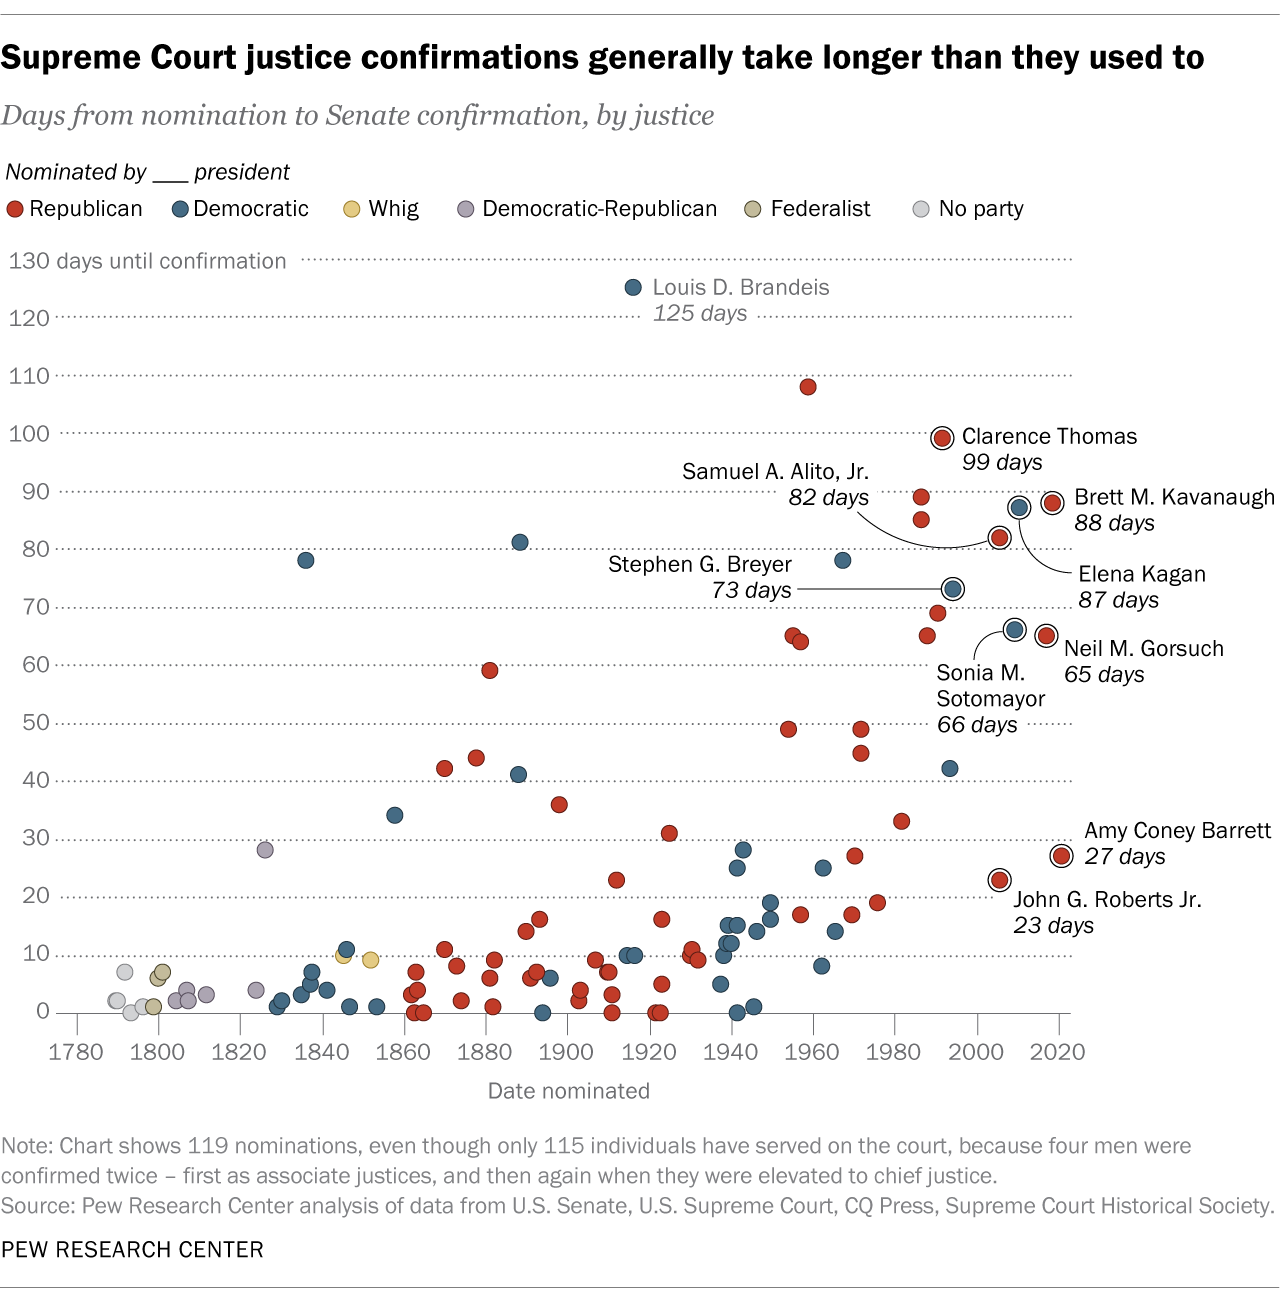 Supreme Court justice confirmations generally take longer than they used to
Days from nomination to Senate confirmation, by justice
Nominated by ___ president
Republican Democratic Whig Democratic-Republican Federalist No party
130 days until confirmation
Louis D. Brandeis
125 days
120
110
100
Clarence Thomas
99 days
Samuel A. Alito, Jr.
82 days
90
Brett M. Kavanaugh
88 days
80
Stephen G. Breyer
73 days
Elena Kagan
87 days
70
Neil M. Gorsuch
65 days
60
Sonia M.
Sotomayor
66 days
50
40
30
Amy Coney Barrett
27 days
20
John G. Roberts Jr.
23 days
10
0
1780 1800 1820 1840 1860 1880 1900 1920 1940 1960 1980 2000 2020
Date nominated
Note: Chart shows 119 nominations, even though only 115 individuals have served on the court, because four men were
confirmed twice – first as associate justices, and then again when they were elevated to chief justice.
Source: Pew Research Center analysis of data from U.S. Senate, U.S. Supreme Court, CQ Press, Supreme Court Historical Society.
PEW RESEARCH CENTER